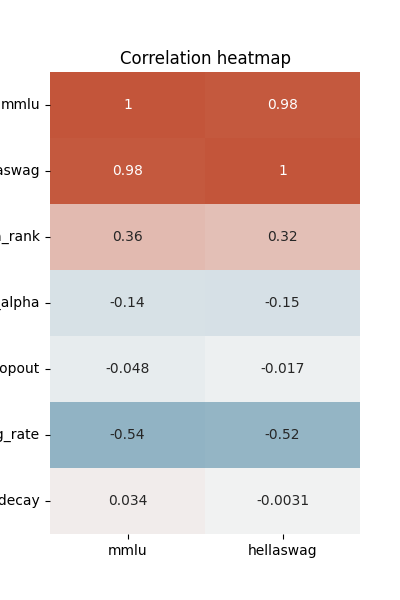 Correlation heatmap
mmlu 1 0.98
aswag 0.98 1
_rank 0.36 0.32
_alpha -0.14 -0.15
opout -0.048 -0.017
g_rate -0.54 -0.52
decay 0.034 -0.0031
mmlu hellaswag